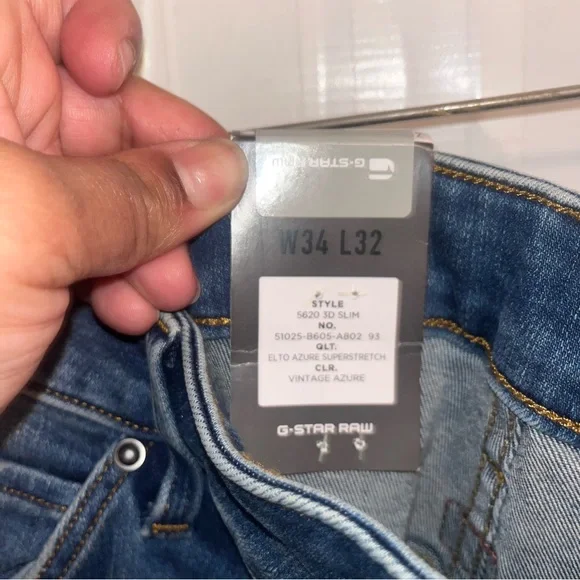 G-STAR RAW
W34 L32
STYLE
5620 3D SLIM
NO.
51025-B605-A802 93
QLT:
ELTO AZURE SUPERSTRETCH
CLR.
VINTAGE AZURE
G-STAR RAW